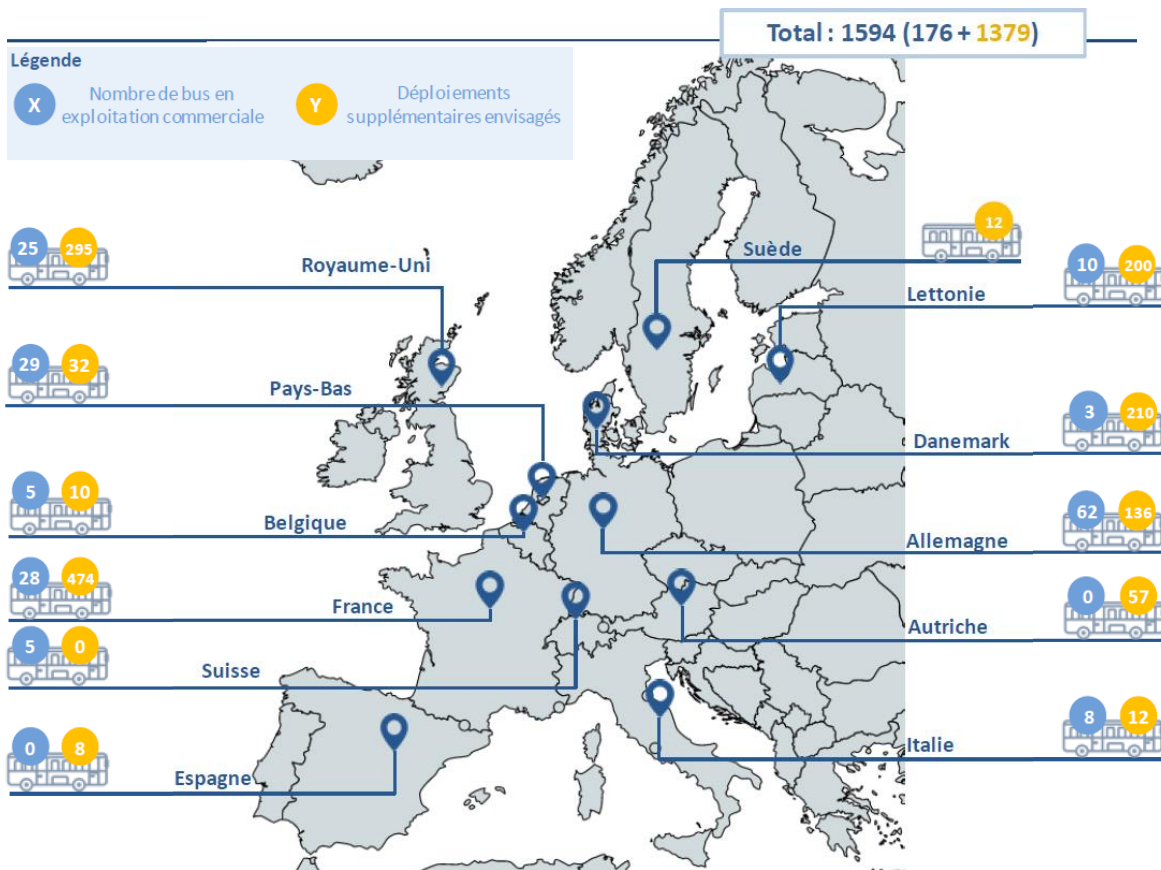 Total : 1594 (176 + 1379)
Légende
X
Nombre de bus en
exploitation commerciale
Y
Déploiements
supplémentaires envisagés
25 295
Royaume-Uni
12
Suède
10 200
Lettonie
29 32
Pays-Bas
3 210
Danemark
5 10
Belgique
62 136
Allemagne
28 474
France
0 57
Autriche
5 0
Suisse
8 12
Italie
0 8
Espagne